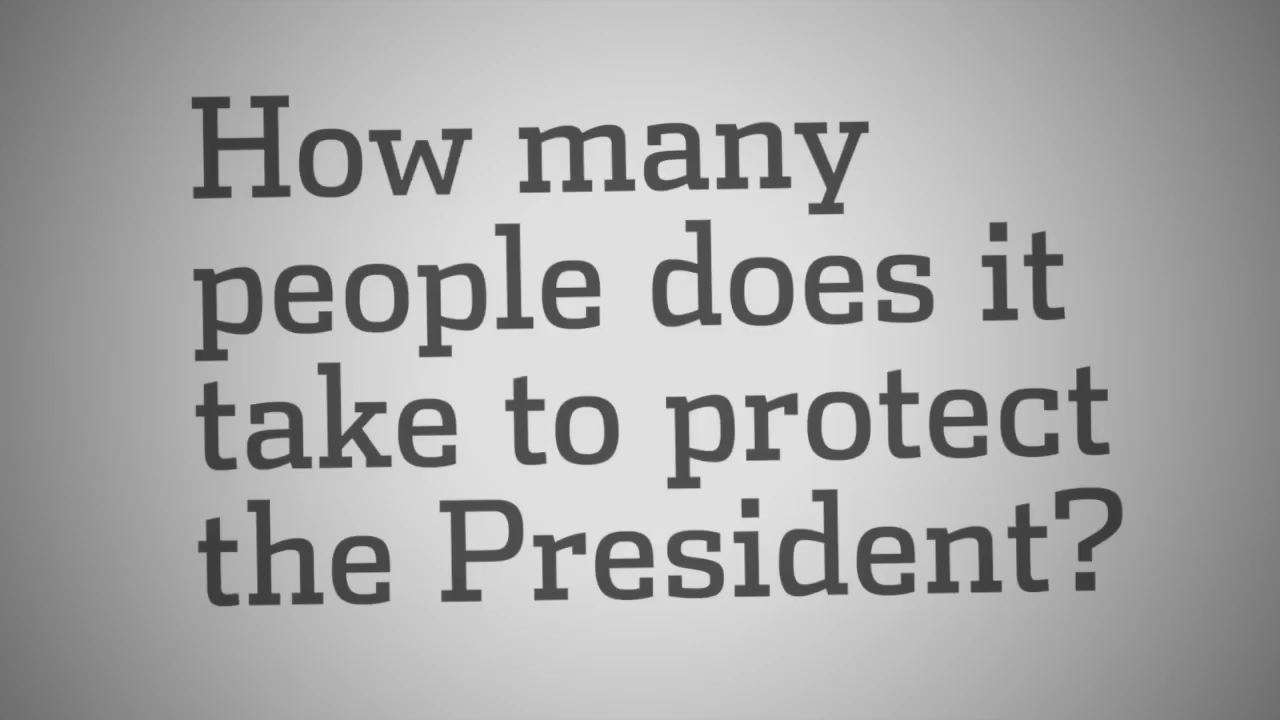 How many
people does it
take to protect
the President?